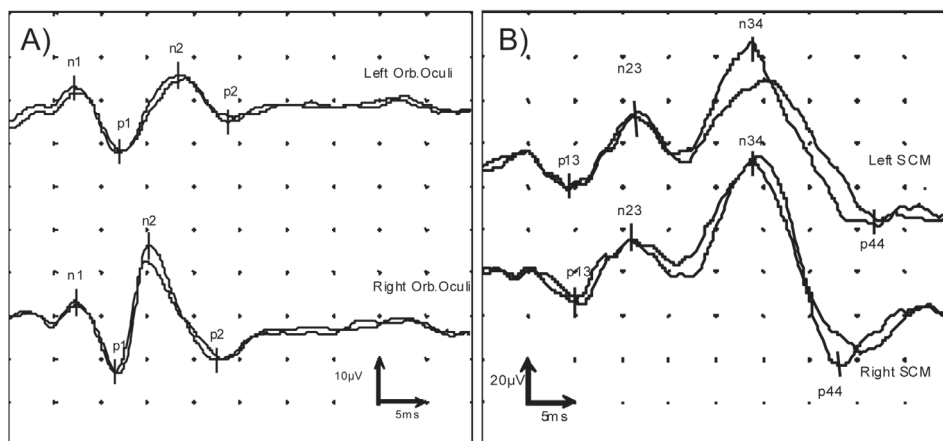 A)
n1
n2
Left Orb.Oculi
p1
p2
n2
n1
Right Orb.Oculi
p1
p2
10µV
5ms
B)
n34
n23
p13
Left SCM
n34
n23
p44
p13
Right SCM
p44
20µV
5ms